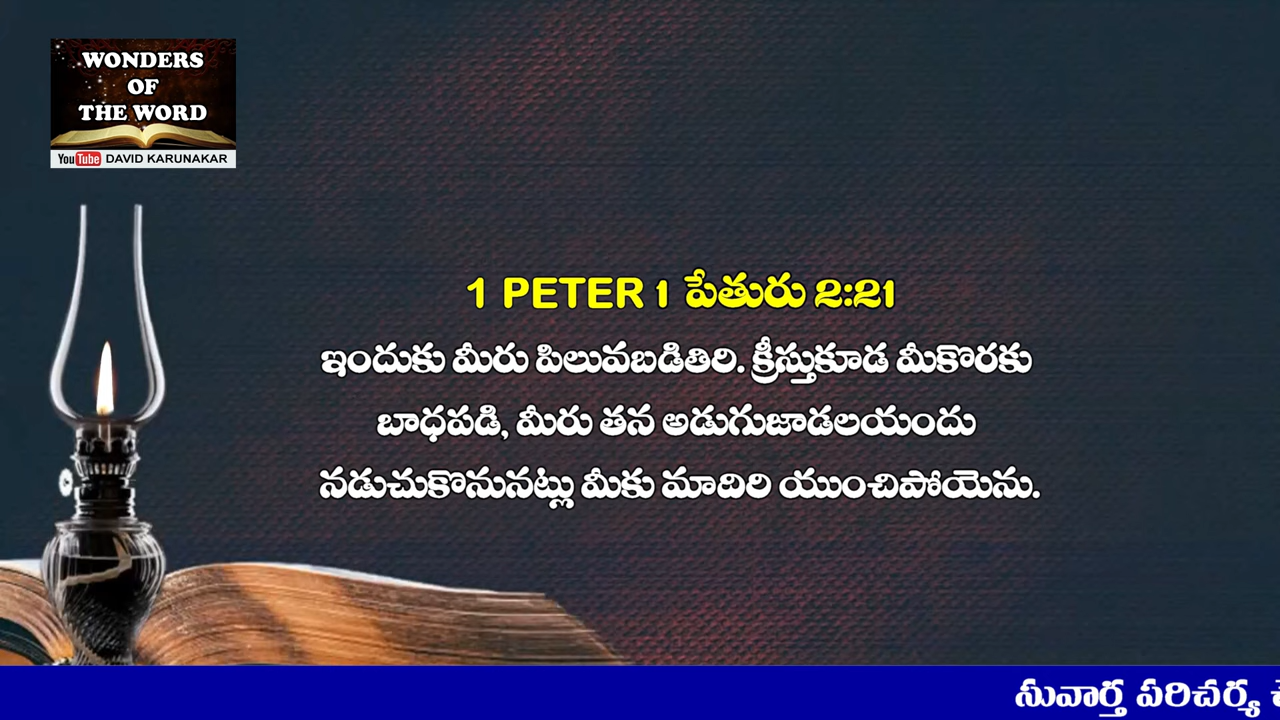 WONDERS
OF
THE WORD
YouTube DAVID KARUNAKAR
1 PETER 1 పేతురు 2:21
ఇందుకు మీరు పిలువబడితిరి. క్రీస్తుకూడ మీకొరకు
బాధపడి, మీరు తన అడుగుజాడలయందు
నడుచుకొనునట్లు మీకు మాదిరి యుంచిపోయెను.
సువార్త పరిచర్య